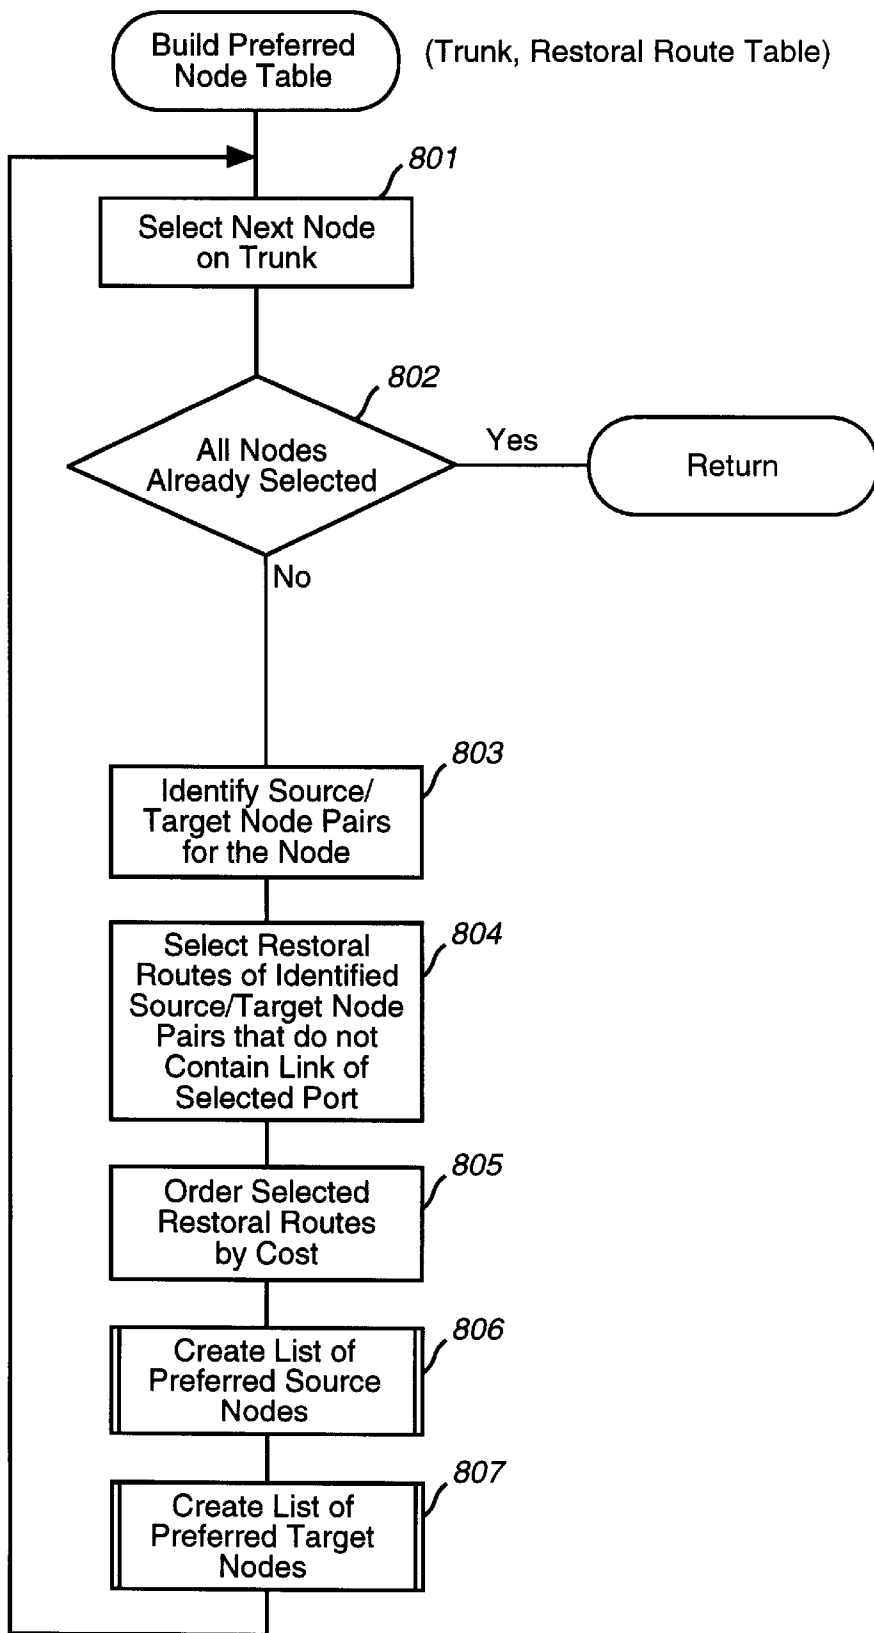 Build Preferred
Node Table
(Trunk, Restoral Route Table)
801
Select Next Node
on Trunk
802
All Nodes
Already Selected
Yes
Return
No
803
Identify Source/
Target Node Pairs
for the Node
804
Select Restoral
Routes of Identified
Source/Target Node
Pairs that do not
Contain Link of
Selected Port
805
Order Selected
Restoral Routes
by Cost
806
Create List of
Preferred Source
Nodes
807
Create List of
Preferred Target
Nodes